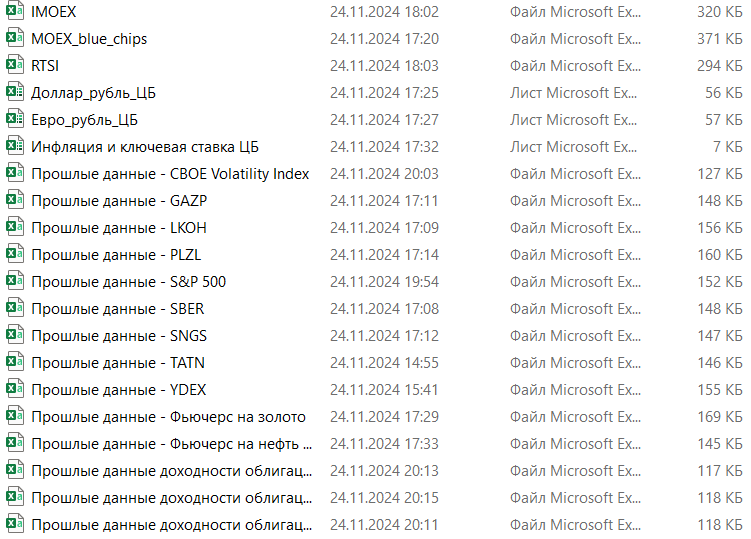 IMOEX 24.11.2024 18:02 Файл Microsoft Ex... 320 КБ
MOEX_blue_chips 24.11.2024 17:20 Файл Microsoft Ex... 371 КБ
RTSI 24.11.2024 18:03 Файл Microsoft Ex... 294 КБ
Доллар_рубль_ЦБ 24.11.2024 17:25 Лист Microsoft Ex... 56 КБ
Евро_рубль_ЦБ 24.11.2024 17:27 Лист Microsoft Ex... 57 КБ
Инфляция и ключевая ставка ЦБ 24.11.2024 17:32 Лист Microsoft Ex... 7 КБ
Прошлые данные - CBOE Volatility Index 24.11.2024 20:03 Файл Microsoft Ex... 127 КБ
Прошлые данные - GAZP 24.11.2024 17:11 Файл Microsoft Ex... 148 КБ
Прошлые данные - LKOH 24.11.2024 17:09 Файл Microsoft Ex... 156 КБ
Прошлые данные - PLZL 24.11.2024 17:14 Файл Microsoft Ex... 160 КБ
Прошлые данные - S&P 500 24.11.2024 19:54 Файл Microsoft Ex... 152 КБ
Прошлые данные - SBER 24.11.2024 17:08 Файл Microsoft Ex... 148 КБ
Прошлые данные - SNGS 24.11.2024 17:12 Файл Microsoft Ex... 147 КБ
Прошлые данные - TATN 24.11.2024 14:55 Файл Microsoft Ex... 146 КБ
Прошлые данные - YDEX 24.11.2024 15:41 Файл Microsoft Ex... 155 КБ
Прошлые данные - Фьючерс на золото 24.11.2024 17:29 Файл Microsoft Ex... 169 КБ
Прошлые данные - Фьючерс на нефть ... 24.11.2024 17:33 Файл Microsoft Ex... 145 КБ
Прошлые данные доходности облигац... 24.11.2024 20:13 Файл Microsoft Ex... 117 КБ
Прошлые данные доходности облигац... 24.11.2024 20:15 Файл Microsoft Ex... 118 КБ
Прошлые данные доходности облигац... 24.11.2024 20:11 Файл Microsoft Ex... 118 КБ